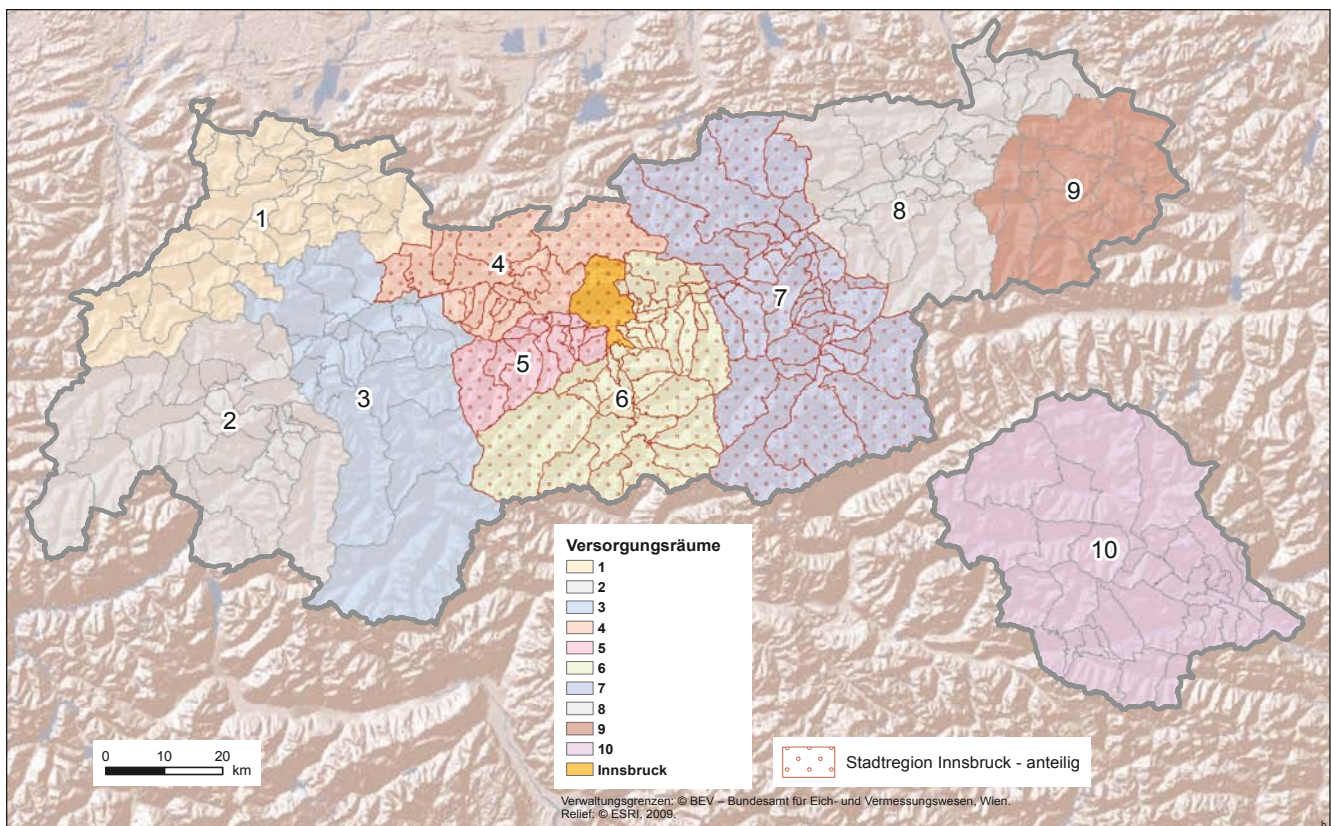 1
2
3
4
5
6
7
8
9
10
Versorgungsräume
1
2
3
4
5
6
7
8
9
10
Innsbruck
0 10 20
km
Stadtregion Innsbruck - anteilig
Verwaltungsgrenzen: © BEV – Bundesamt für Eich- und Vermessungswesen, Wien.
Relief: © ESRI, 2009.